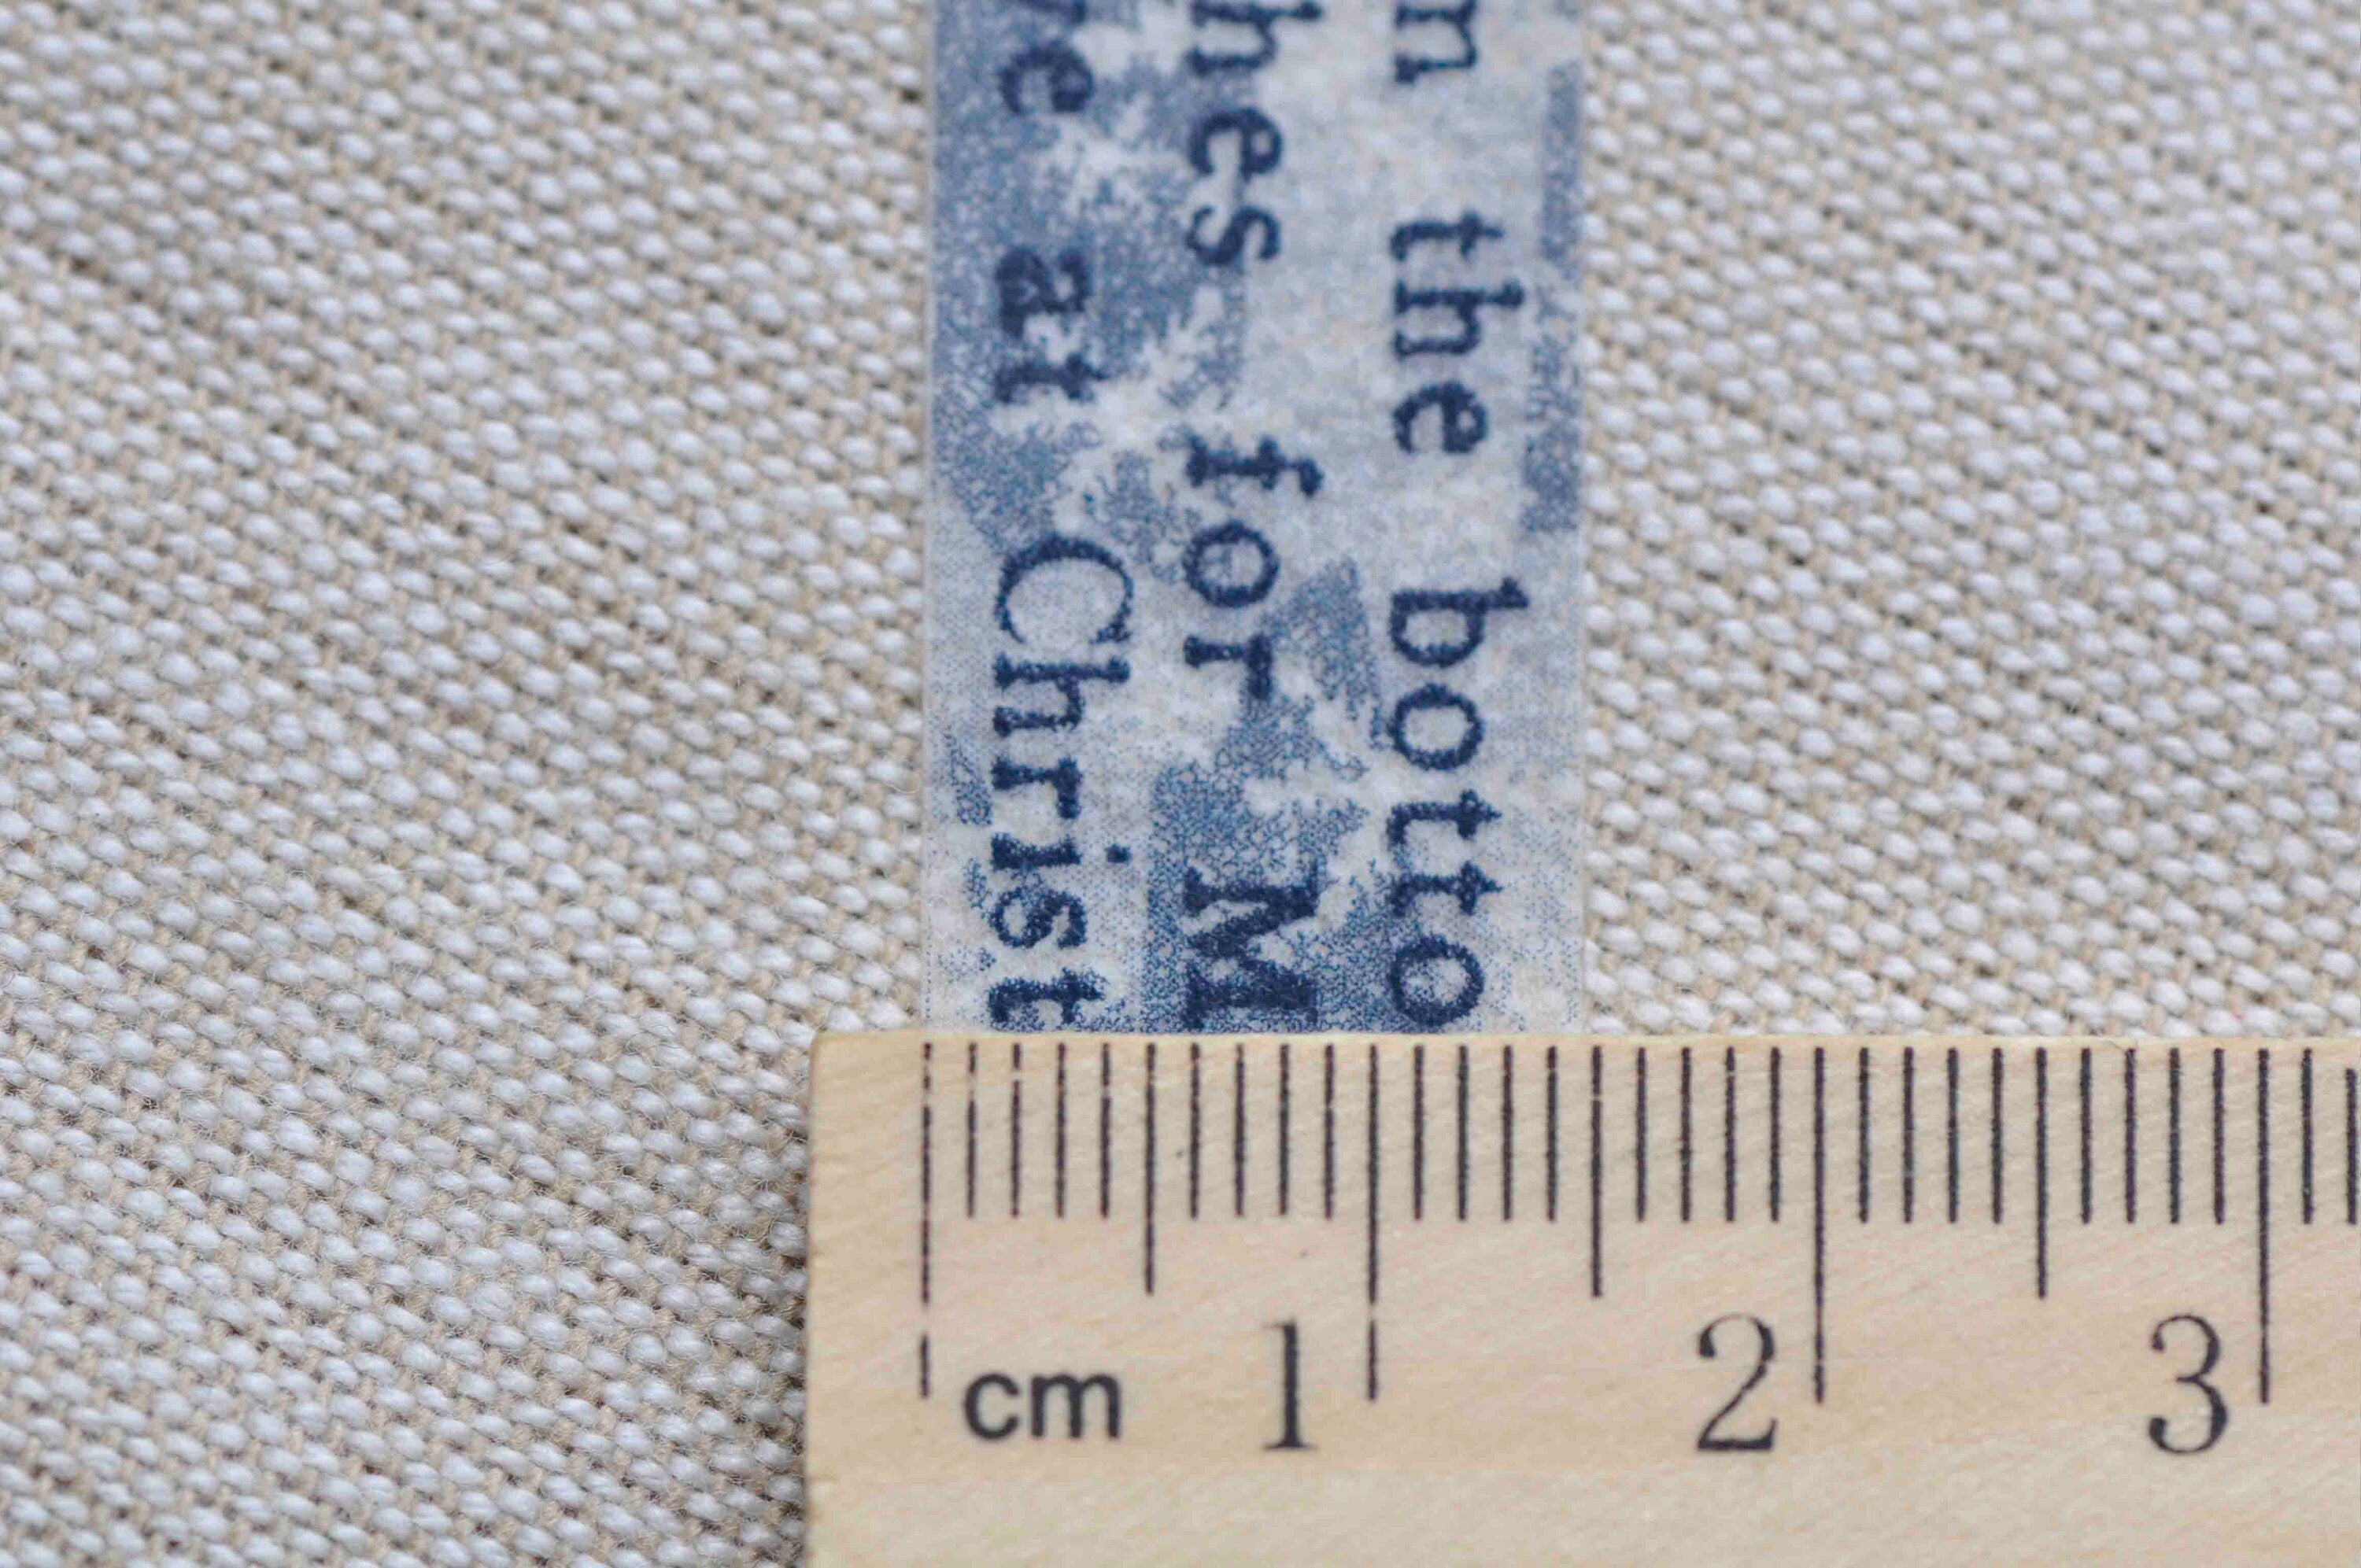 n the botto
hes for M
e at Christ
cm 1 2 3